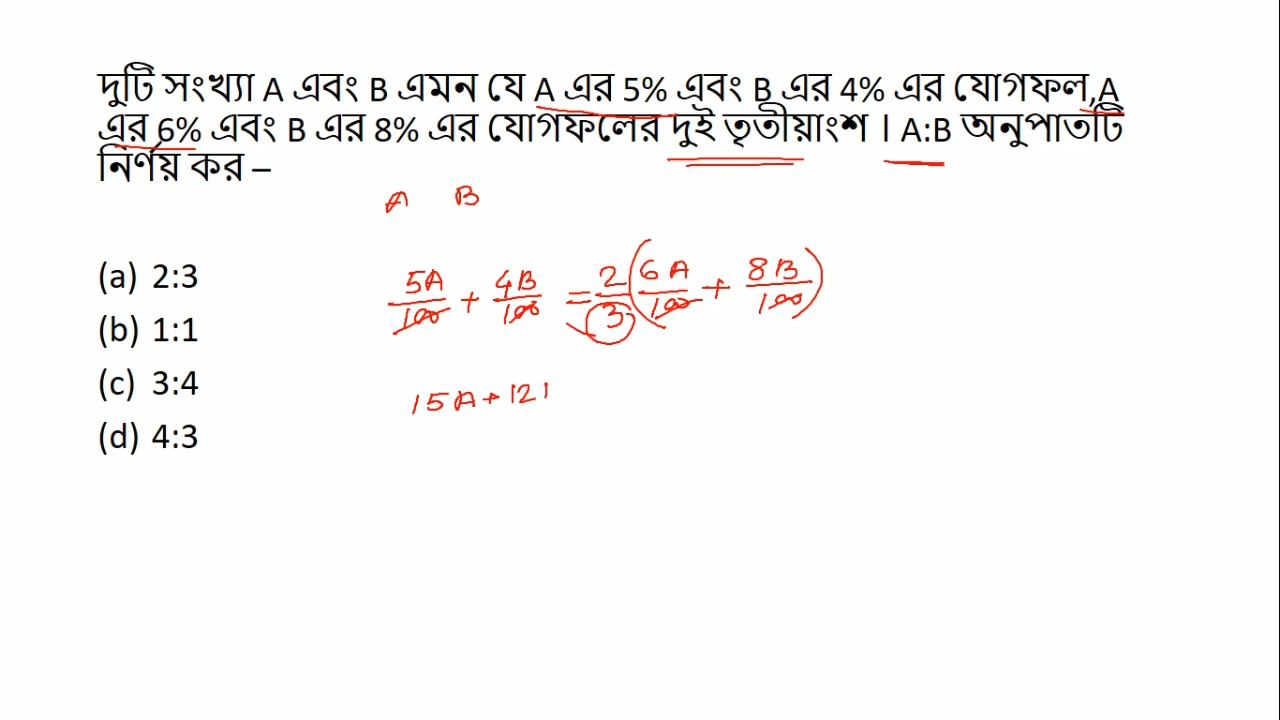 দুটি সংখ্যা A এবং B এমন যে A এর 5% এবং B এর 4% এর যোগফল,A
এর 6% এবং B এর 8% এর যোগফলের দুই তৃতীয়াংশ । A:B অনুপাতটি
নির্ণয় কর –
A B
(a) 2:3
5A/100 + 4B/100 = 2/3 (6A/100 + 8B/100)
(b) 1:1
(c) 3:4
15A + 12
(d) 4:3